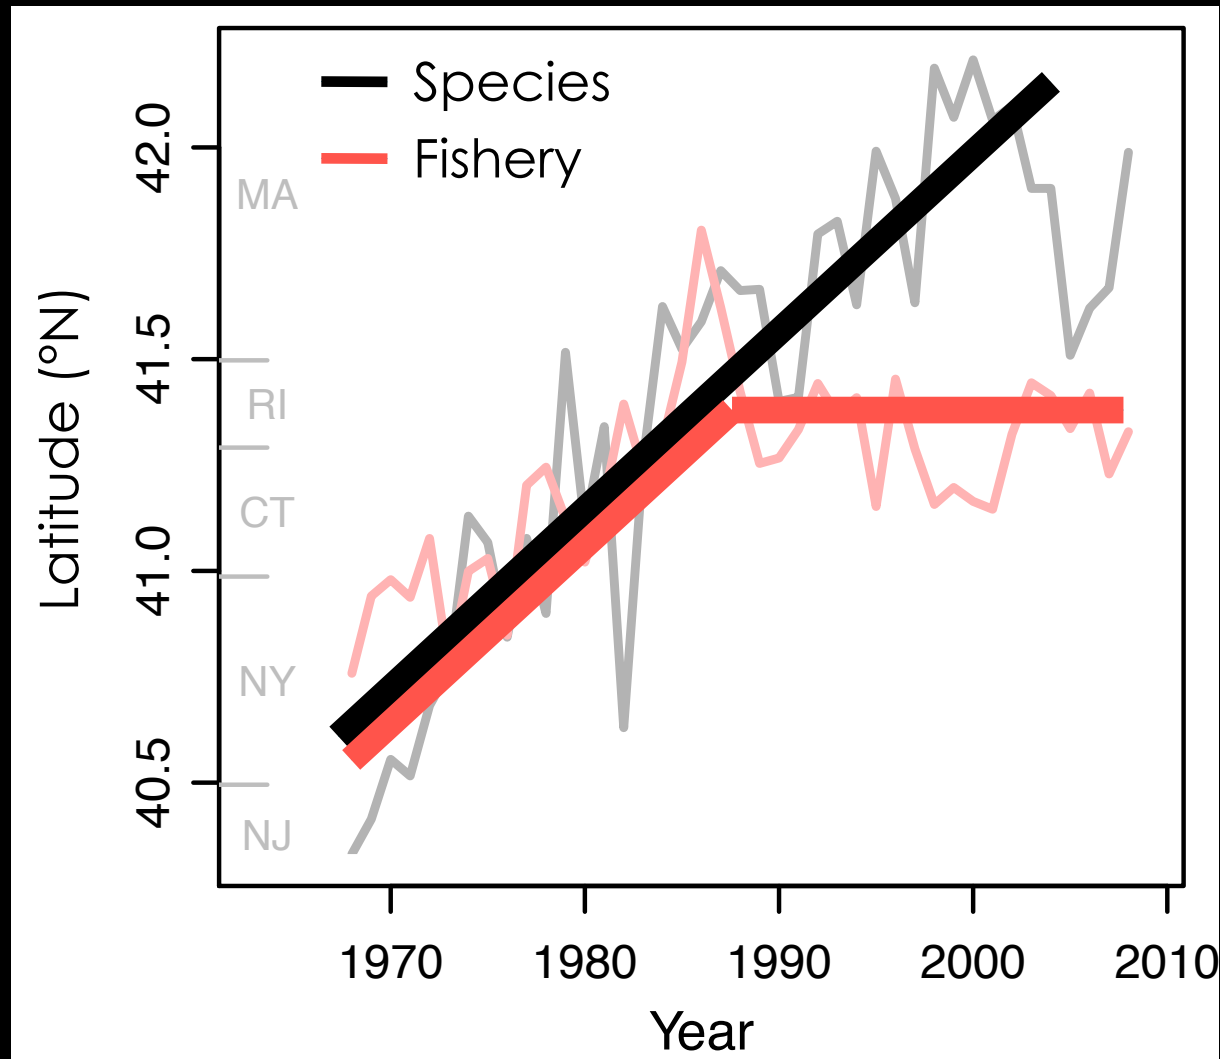 Species
Fishery
Latitude (°N)
42.0
41.5
41.0
40.5
MA
RI
CT
NY
NJ
1970 1980 1990 2000 2010
Year